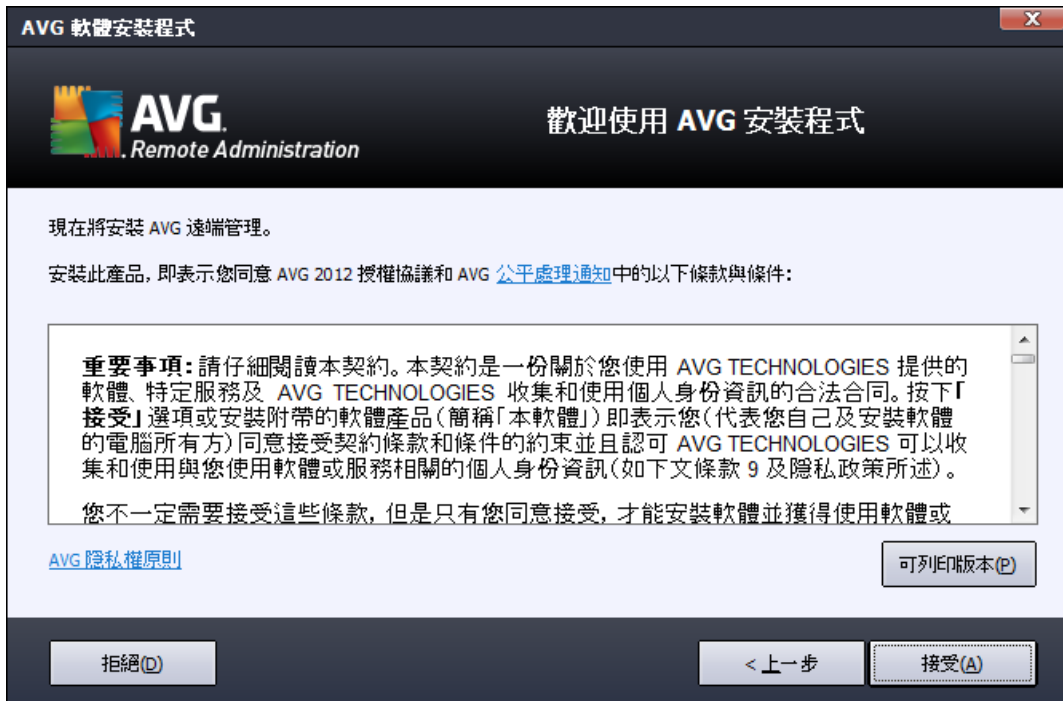 AVG 軟體安裝程式
AVG.
Remote Administration
歡迎使用 AVG 安裝程式
現在將安裝 AVG 遠端管理。
安裝此產品, 即表示您同意 AVG 2012 授權協議和 AVG 公平處理通知中的以下條款與條件:
重要事項: 請仔細閱讀本契約。本契約是一份關於您使用 AVG TECHNOLOGIES 提供的
軟體、特定服務及 AVG TECHNOLOGIES 收集和使用個人身份資訊的合法合同。按下「
接受」選項或安裝附帶的軟體產品(簡稱「本軟體」)即表示您(代表您自己及安裝軟體
的電腦所有方)同意接受契約條款和條件的約束並且認可 AVG TECHNOLOGIES 可以收
集和使用與您使用軟體或服務相關的個人身份資訊(如下文條款 9 及隱私政策所述)。
您不一定需要接受這些條款, 但是只有您同意接受, 才能安裝軟體並獲得使用軟體或
AVG 隱私權原則
可列印版本(P)
拒絕(D)
< 上一步
接受(A)